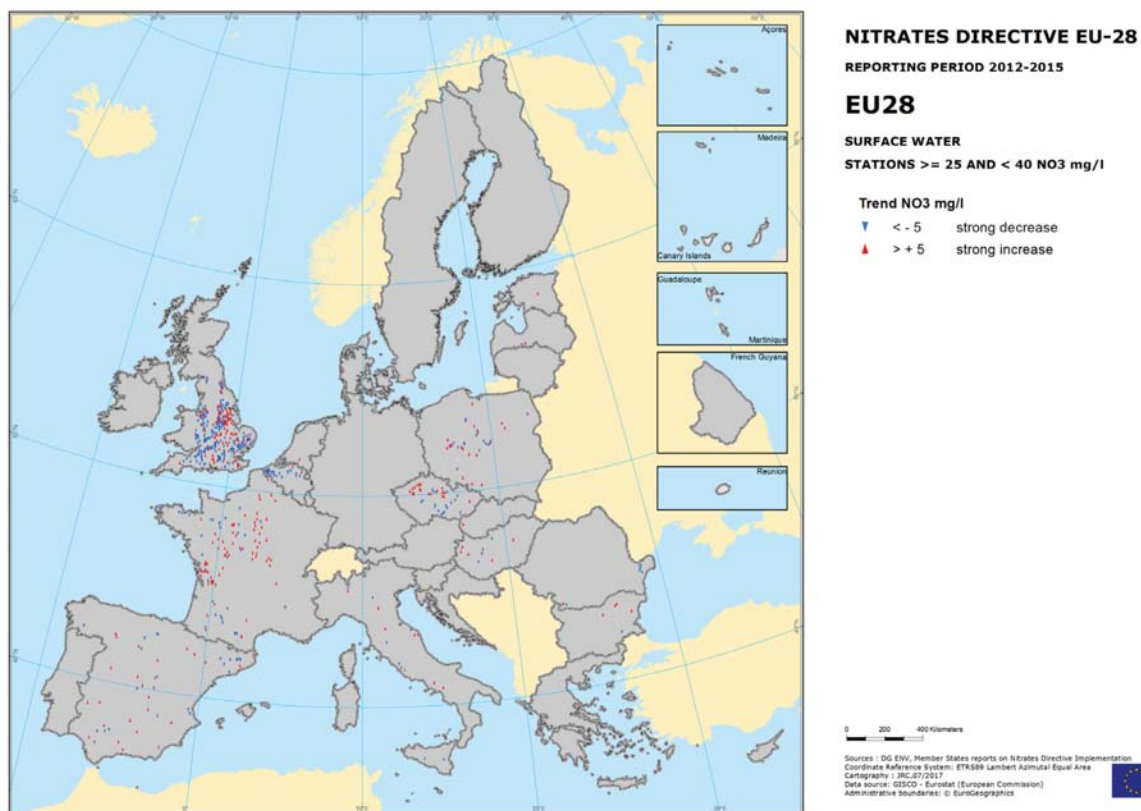 NITRATES DIRECTIVE EU-28
REPORTING PERIOD 2012-2015
EU28
SURFACE WATER
STATIONS >= 25 AND < 40 NO3 mg/l
Trend NO3 mg/l
< - 5 strong decrease
> + 5 strong increase
Açores
Madeira
Canary Islands
Guadaloupe
Martinique
French Guyana
Reunion
0 200 400 Kilometers
Sources : DG ENV, Member States reports on Nitrates Directive Implementation
Coordinate Reference System: ETRS89 Lambert Azimutal Equal Area
Cartography : JRC,07/2017
Data source: GISCO - Eurostat (European Commission)
Administrative boundaries: © EuroGeographics